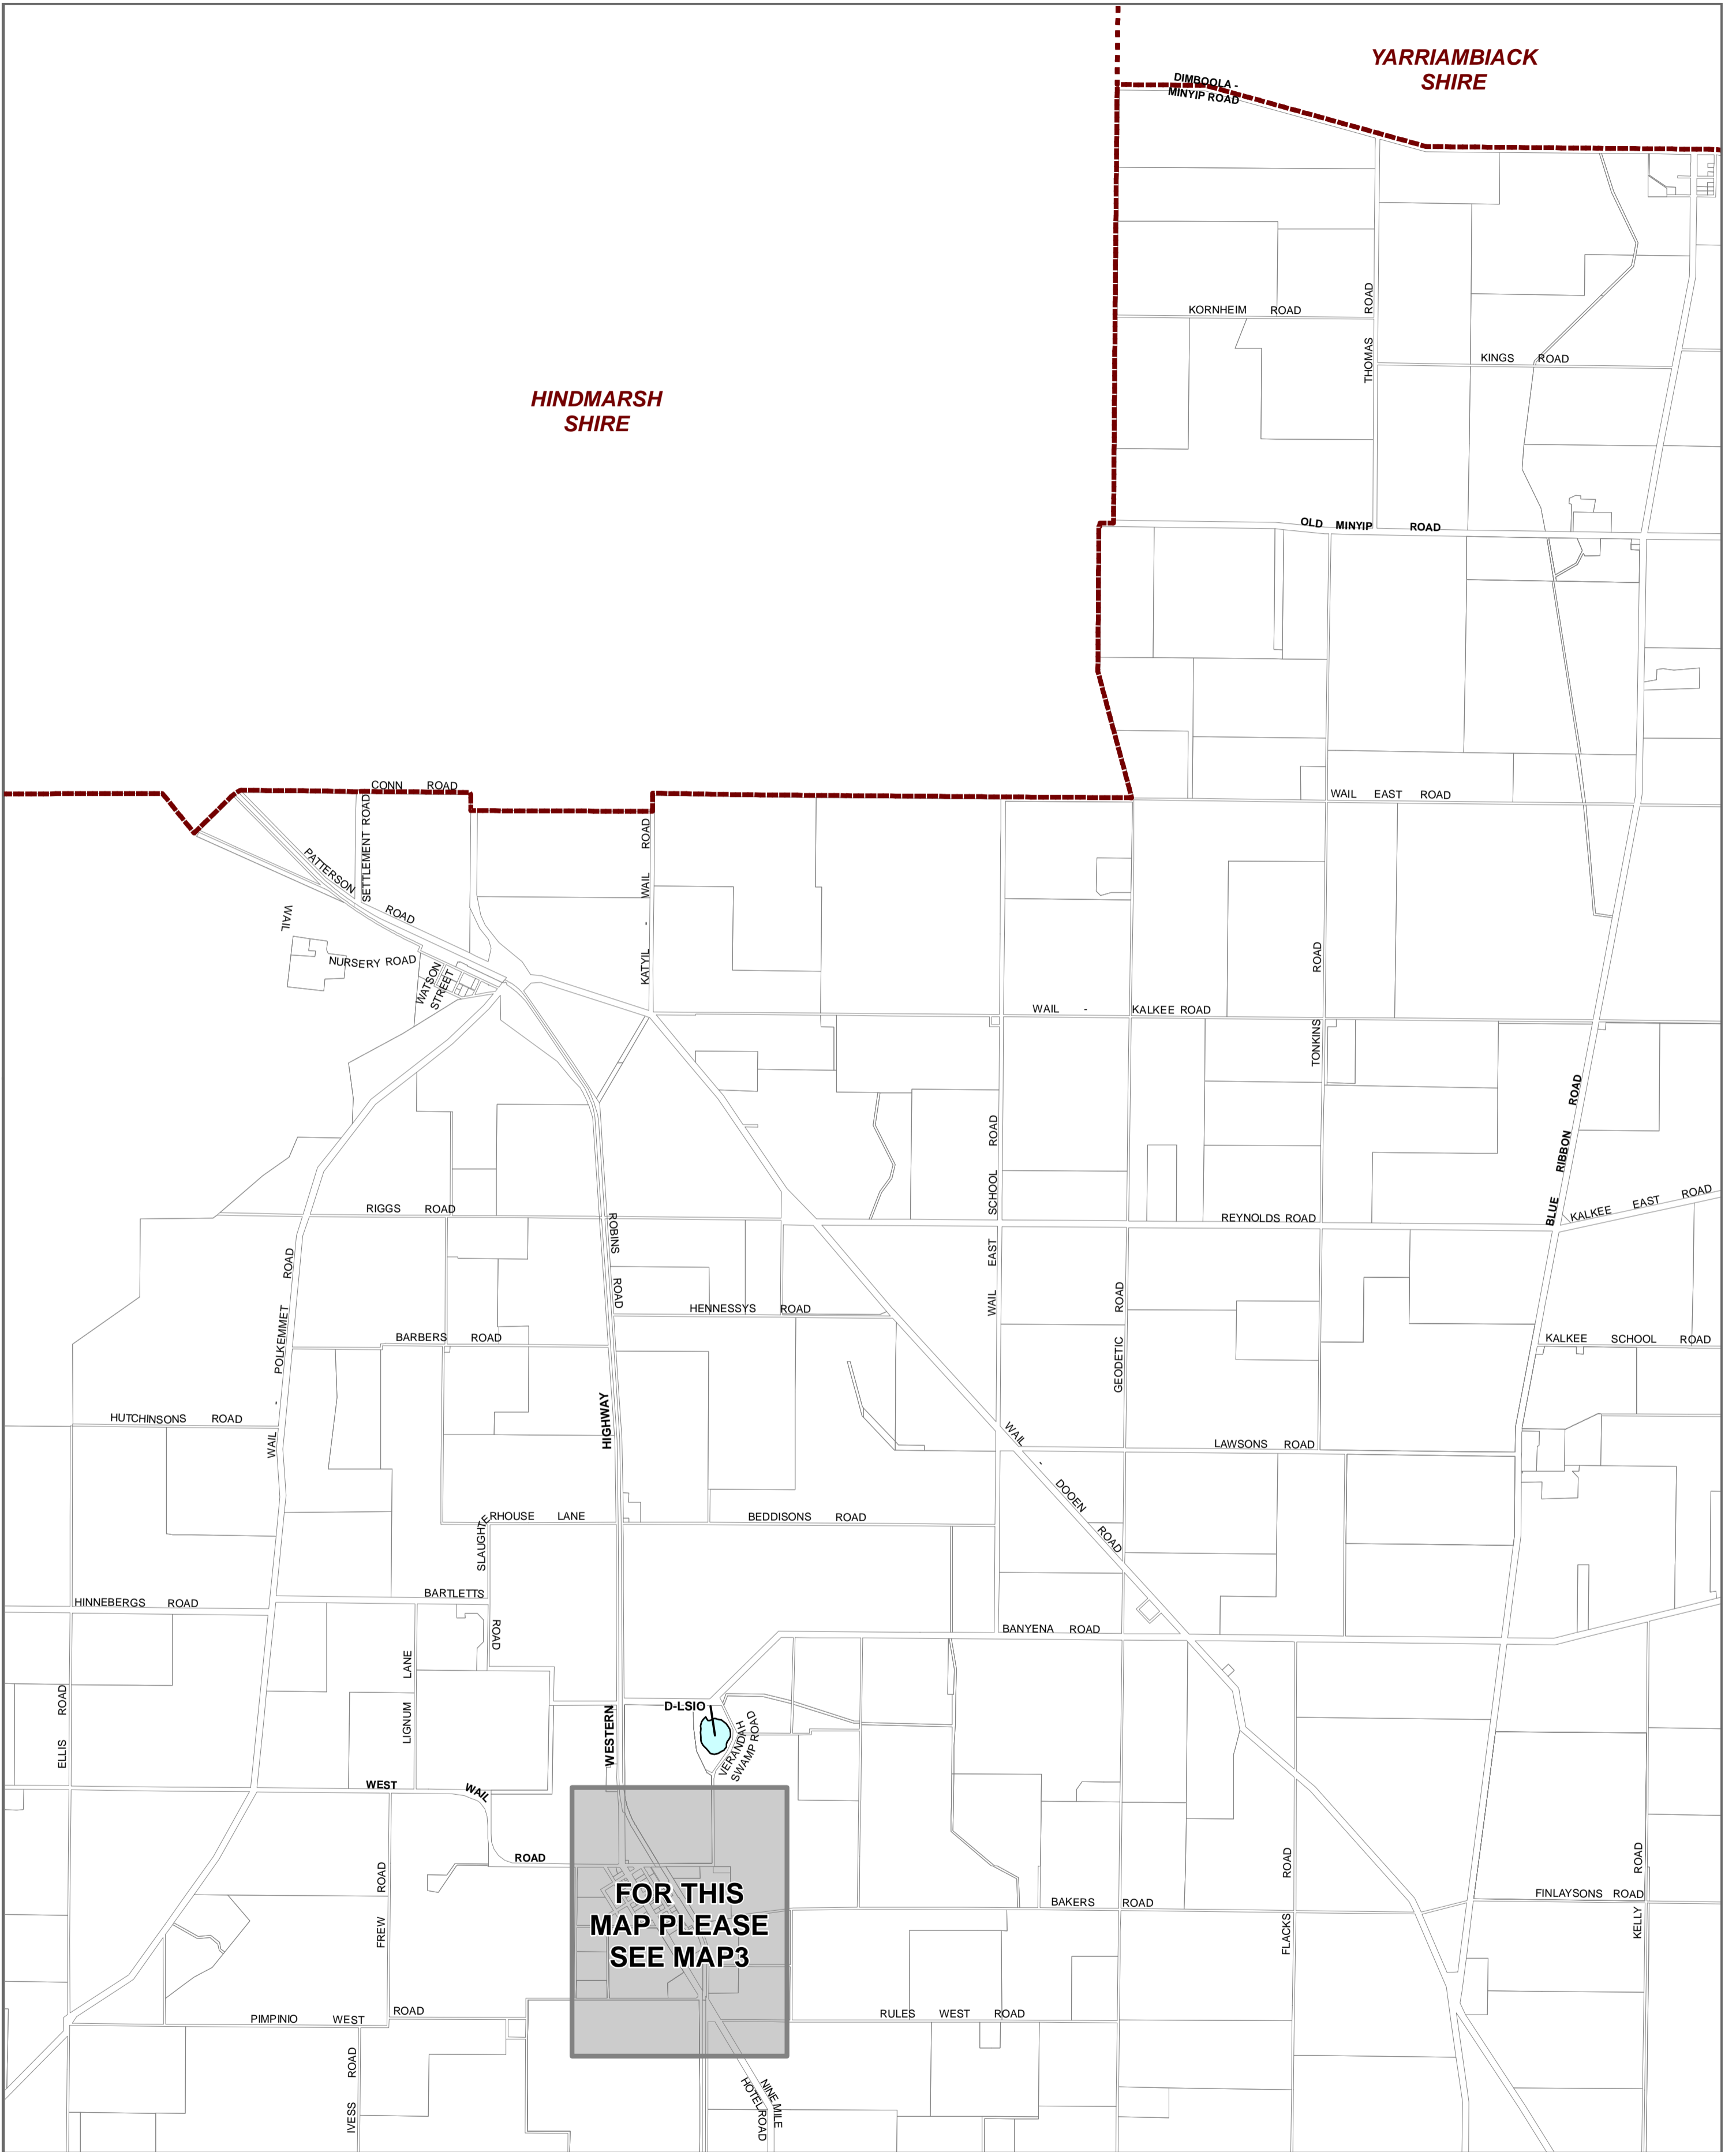 YARRIAMBIACK
SHIRE
DIMBOOLA -
MINYIP ROAD
KORNHEIM ROAD
THOMAS ROAD
KINGS ROAD
HINDMARSH
SHIRE
OLD MINYIP ROAD
CONN ROAD
WAIL EAST ROAD
SETTLEMENT ROAD
PATTERSON ROAD
KATYIL - WAIL ROAD
WAIL
NURSERY ROAD
WATSON
STREET
WAIL - KALKEE ROAD
TONKINS ROAD
BLUE RIBBON ROAD
WAIL EAST SCHOOL ROAD
RIGGS ROAD
REYNOLDS ROAD
KALKEE EAST ROAD
ROBINS ROAD
WAIL - POLKEMMET ROAD
HENNESSYS ROAD
GEODETIC ROAD
BARBERS ROAD
KALKEE SCHOOL ROAD
HUTCHINSONS ROAD
WESTERN HIGHWAY
WAIL - DOOEN ROAD
LAWSONS ROAD
SLAUGHTERHOUSE LANE
BEDDISONS ROAD
HINNEBERGS ROAD
BARTLETTS ROAD
BANYENA ROAD
ELLIS ROAD
LIGNUM LANE
D-LSIO
VERANDAH
SWAMP ROAD
WEST WAIL ROAD
FOR THIS
MAP PLEASE
SEE MAP3
FREW ROAD
BAKERS ROAD
FLACKS ROAD
FINLAYSONS ROAD
KELLY ROAD
PIMPINIO WEST ROAD
RULES WEST ROAD
IVESS ROAD
NINE MILE
HOTEL ROAD